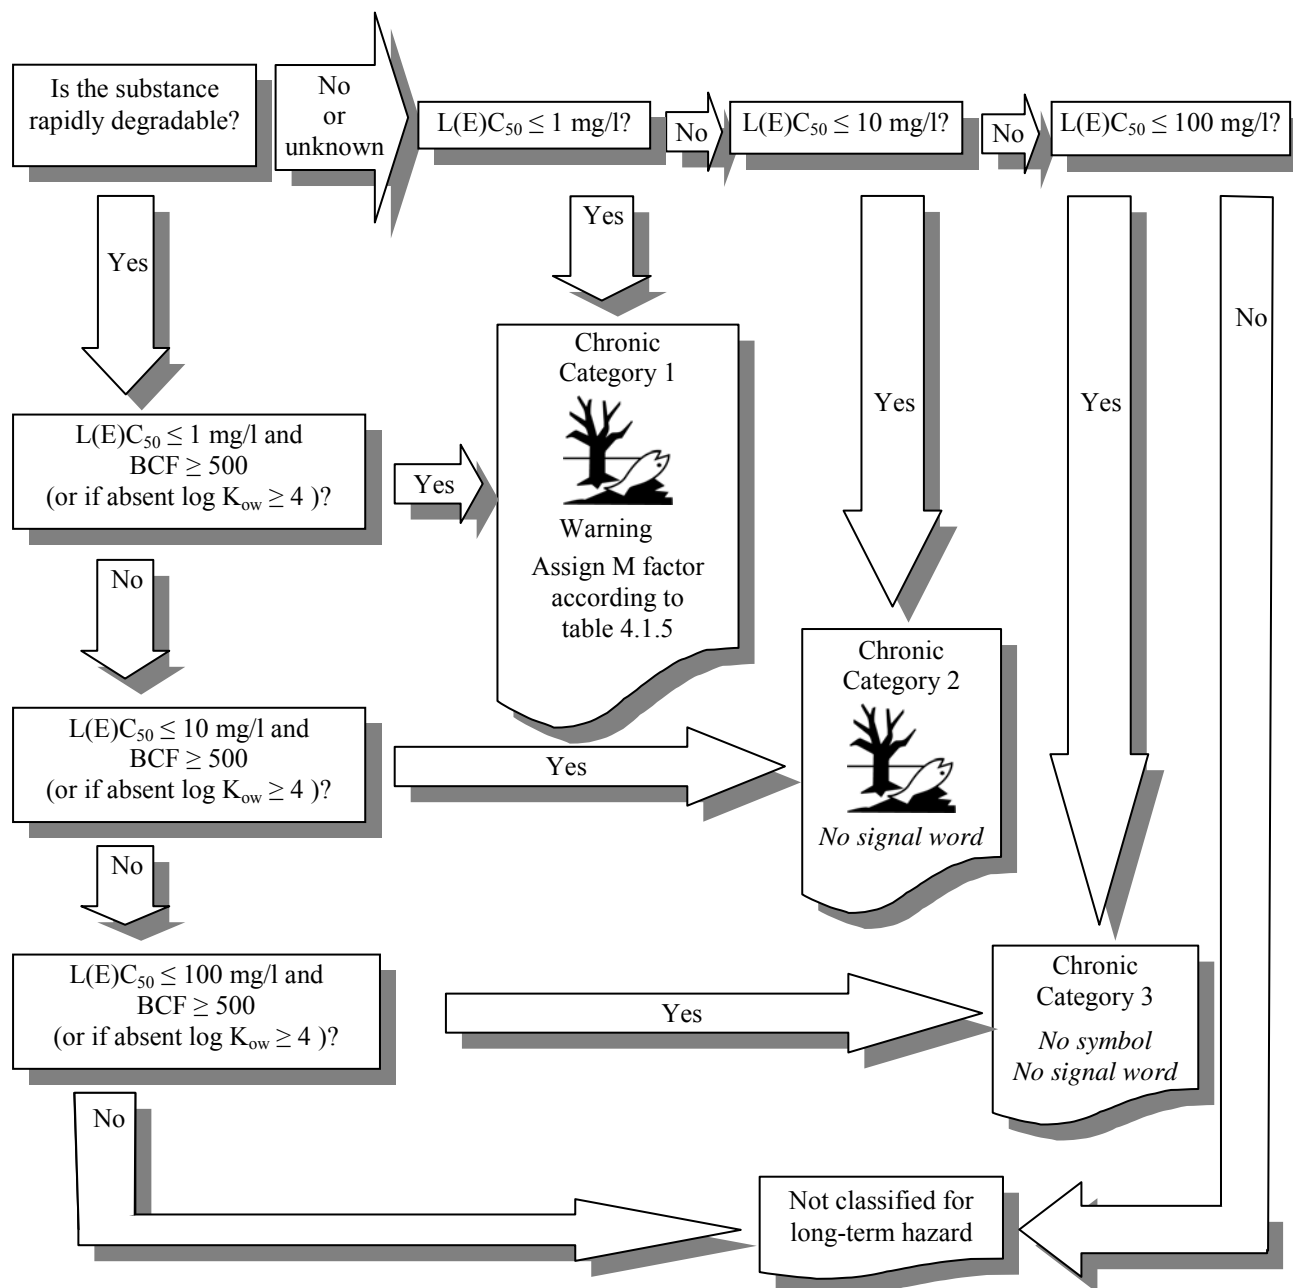 Is the substance
rapidly degradable?
No
or
unknown
L(E)C₅₀ ≤ 1 mg/l?
No
L(E)C₅₀ ≤ 10 mg/l?
No
L(E)C₅₀ ≤ 100 mg/l?
Yes
Yes
Yes
Yes
No
L(E)C₅₀ ≤ 1 mg/l and
BCF ≥ 500
(or if absent log Kₒw ≥ 4 )?
Yes
Chronic
Category 1
Warning
Assign M factor
according to
table 4.1.5
No
L(E)C₅₀ ≤ 10 mg/l and
BCF ≥ 500
(or if absent log Kₒw ≥ 4 )?
Yes
Chronic
Category 2
No signal word
No
L(E)C₅₀ ≤ 100 mg/l and
BCF ≥ 500
(or if absent log Kₒw ≥ 4 )?
Yes
Chronic
Category 3
No symbol
No signal word
No
Not classified for
long-term hazard